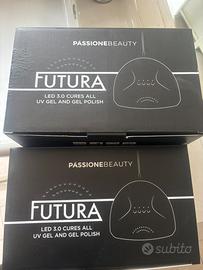 PASSIONEBEAUTY
FUTURA
LED 3.0 CURES ALL
UV GEL AND GEL POLISH
PASSIONEBEAUTY
FUTURA
LED 3.0 CURES ALL
UV GEL AND GEL POLISH
subito